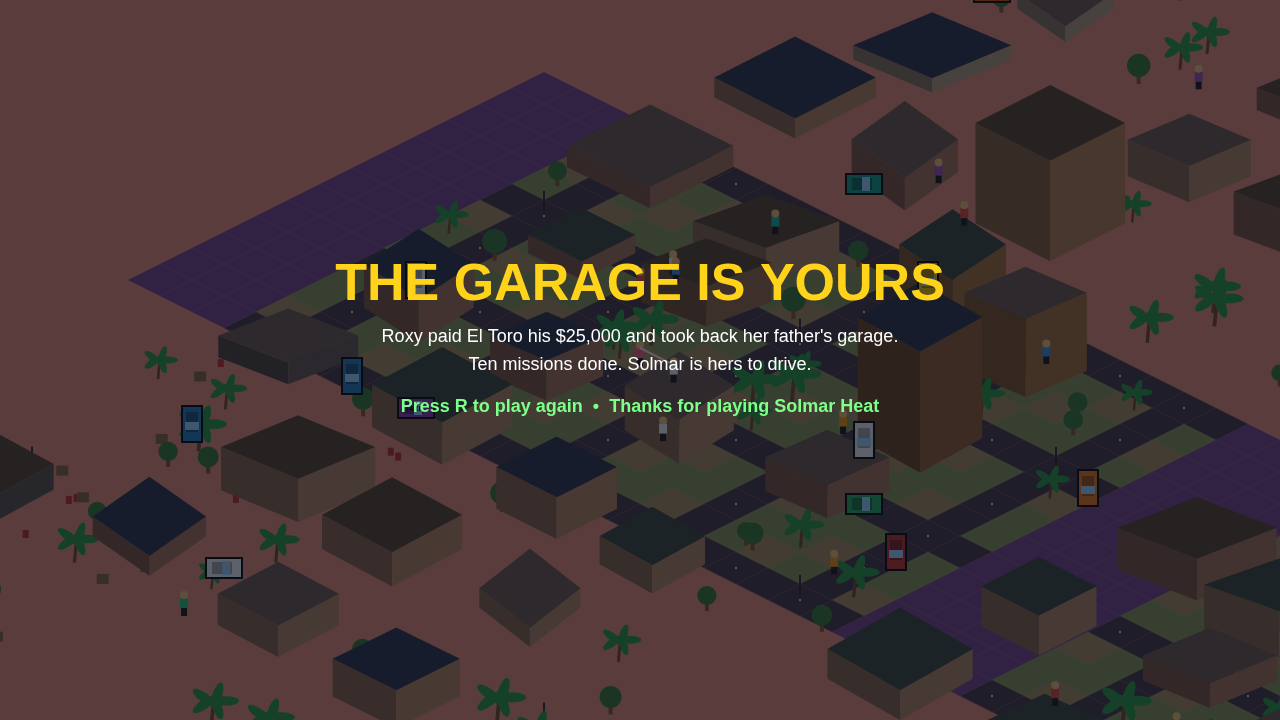 THE GARAGE IS YOURS
Roxy paid El Toro his $25,000 and took back her father's garage.
Ten missions done. Solmar is hers to drive.
Press R to play again • Thanks for playing Solmar Heat